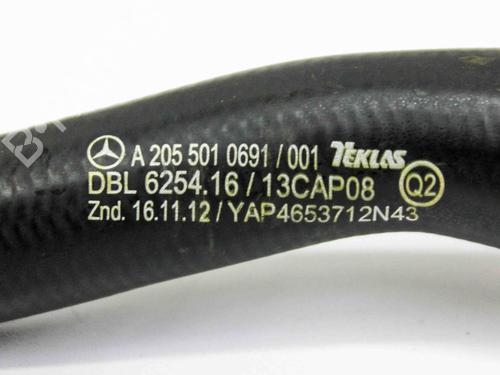 A 205 501 0691 / 001 TEKLAS
DBL 6254.16 / 13CAP08 Q2
Znd. 16.11.12 / YAP4653712N43